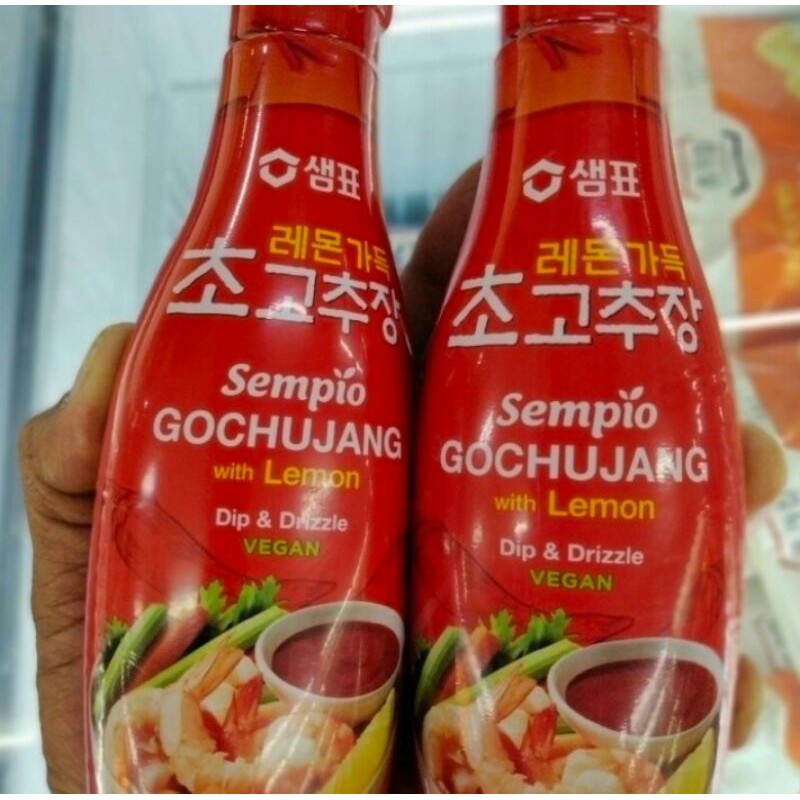 샘표
레몬가득
초고추장
Sempio
GOCHUJANG
with Lemon
Dip & Drizzle
VEGAN
샘표
레몬가득
초고추장
Sempio
GOCHUJANG
with Lemon
Dip & Drizzle
VEGAN